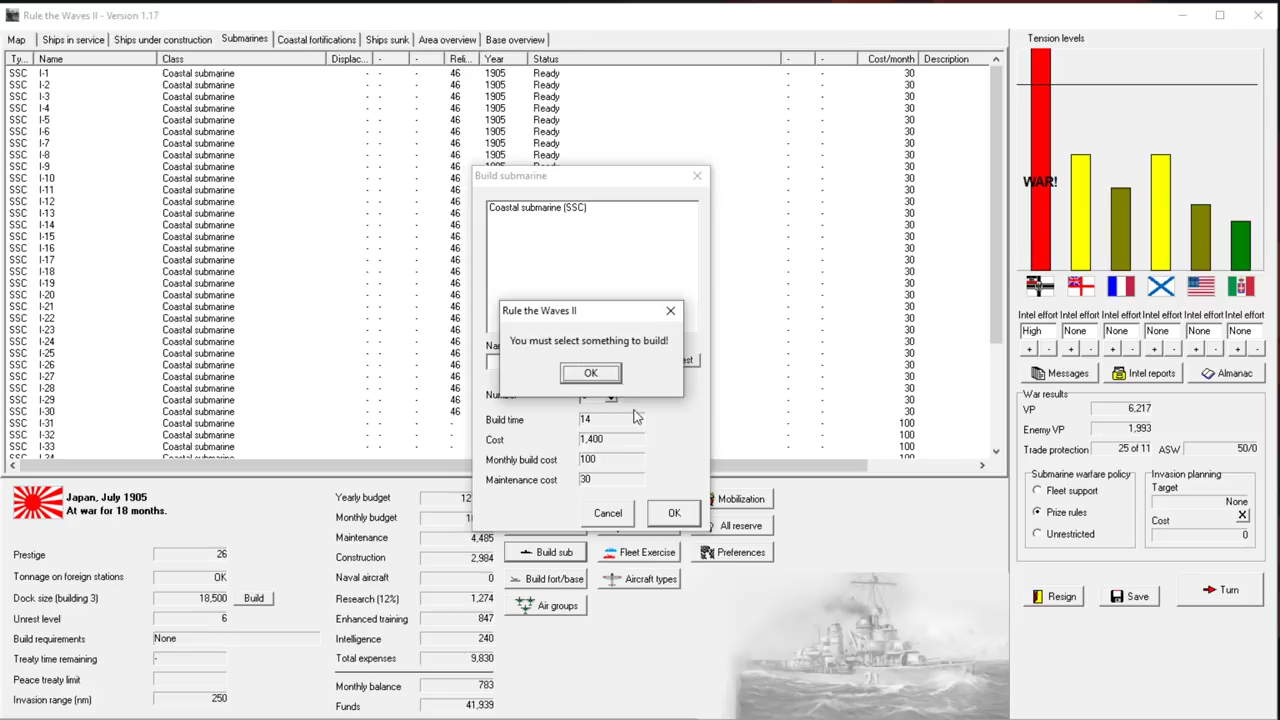 Rule the Waves II - Version 1.17
Map Ships in service Ships under construction Submarines Coastal fortifications Ships sunk Area overview Base overview
Ty... Name Class Displac... - - Reli... Year Status - - Cost/month Description
SSC I-1 Coastal submarine - - - 46 1905 Ready - - 30
SSC I-2 Coastal submarine - - - 46 1905 Ready - - 30
SSC I-3 Coastal submarine - - - 46 1905 Ready - - 30
SSC I-4 Coastal submarine - - - 46 1905 Ready - - 30
SSC I-5 Coastal submarine - - - 46 1905 Ready - - 30
SSC I-6 Coastal submarine - - - 46 1905 Ready - - 30
SSC I-7 Coastal submarine - - - 46 1905 Ready - - 30
SSC I-8 Coastal submarine - - - 46 1905 Ready - - 30
SSC I-9 Coastal submarine - - - 46 - - 30
SSC I-10 Coastal submarine - - - 46 - - 30
SSC I-11 Coastal submarine - - - 46 - - 30
SSC I-12 Coastal submarine - - - 46 - - 30
SSC I-13 Coastal submarine - - - 46 - - 30
SSC I-14 Coastal submarine - - - 46 - - 30
SSC I-15 Coastal submarine - - - 46 - - 30
SSC I-16 Coastal submarine - - - 46 - - 30
SSC I-17 Coastal submarine - - - 46 - - 30
SSC I-18 Coastal submarine - - - 46 - - 30
SSC I-19 Coastal submarine - - - 46 - - 30
SSC I-20 Coastal submarine - - - 46 - - 30
SSC I-21 Coastal submarine - - - 46 - - 30
SSC I-22 Coastal submarine - - - 46 - - 30
SSC I-23 Coastal submarine - - - 46 - - 30
SSC I-24 Coastal submarine - - - 46 - - 30
SSC I-25 Coastal submarine - - - 46 - - 30
SSC I-26 Coastal submarine - - - 46 - - 30
SSC I-27 Coastal submarine - - - 46 - - 30
SSC I-28 Coastal submarine - - - 46 - - 30
SSC I-29 Coastal submarine - - - 46 - - 30
SSC I-30 Coastal submarine - - - 46 - - 30
SSC I-31 Coastal submarine - - - - - - 100
SSC I-32 Coastal submarine - - - - - - 100
SSC I-33 Coastal submarine - - - - - - 100
Build submarine
Coastal submarine (SSC)
Rule the Waves II
You must select something to build!
OK
Build time 14
Cost 1,400
Monthly build cost 100
Maintenance cost 30
Cancel OK
Tension levels
WAR!
Intel effort Intel effort Intel effort Intel effort Intel effort Intel effort
High None None None None None
+ - + - + - + - + - + -
Messages Intel reports Almanac
War results
VP 6,217
Enemy VP 1,993
Trade protection 25 of 11 ASW 50/0
Submarine warfare policy
Fleet support
Prize rules
Unrestricted
Invasion planning
Target
None
Cost X
0
Resign Save Turn
Japan, July 1905
At war for 18 months.
Prestige 26
Tonnage on foreign stations OK
Dock size (building 3) 18,500 Build
Unrest level 6
Build requirements None
Treaty time remaining -
Peace treaty limit
Invasion range (nm) 250
Yearly budget
Monthly budget
Maintenance 4,485
Construction 2,984
Naval aircraft 0
Research (12%) 1,274
Enhanced training 847
Intelligence 240
Total expenses 9,830
Monthly balance 783
Funds 41,939
Mobilization
All reserve
Build sub Fleet Exercise Preferences
Build fort/base Aircraft types
Air groups